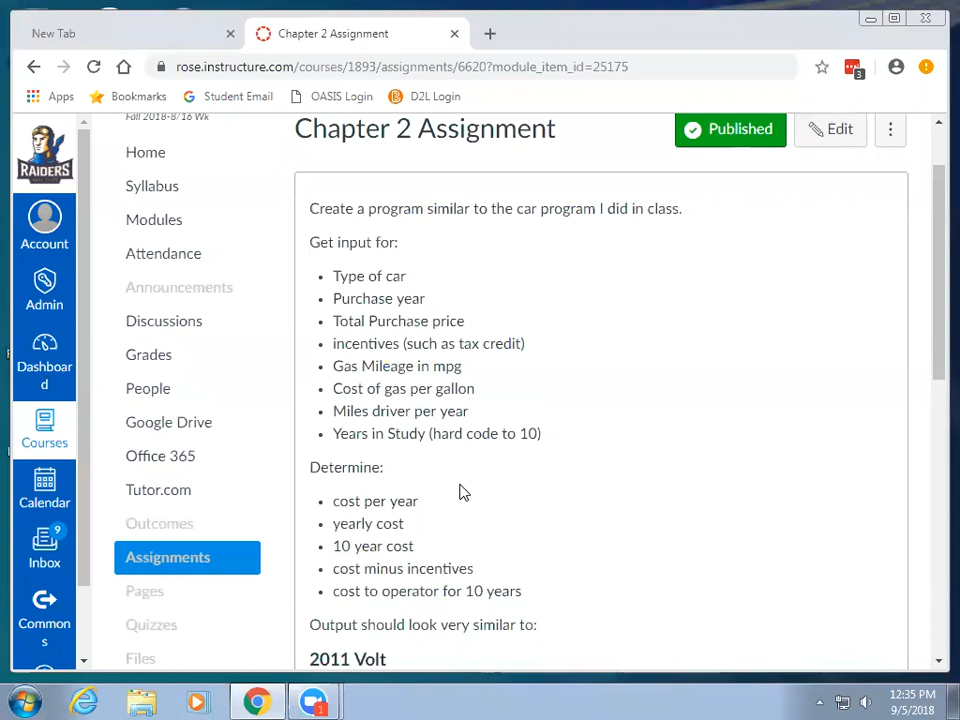 New Tab
Chapter 2 Assignment
rose.instructure.com/courses/1893/assignments/6620?module_item_id=25175
3
Apps
Bookmarks
Student Email
OASIS Login
D2L Login
Fall 2018-8/16 Wk
RAIDERS
Account
Admin
Dashboar
d
Courses
Calendar
9
Inbox
Common
s
Home
Syllabus
Modules
Attendance
Announcements
Discussions
Grades
People
Google Drive
Office 365
Tutor.com
Outcomes
Assignments
Pages
Quizzes
Files
Chapter 2 Assignment
Published
Edit
Create a program similar to the car program I did in class.
Get input for:
• Type of car
• Purchase year
• Total Purchase price
• incentives (such as tax credit)
• Gas Mileage in mpg
• Cost of gas per gallon
• Miles driver per year
• Years in Study (hard code to 10)
Determine:
• cost per year
• yearly cost
• 10 year cost
• cost minus incentives
• cost to operator for 10 years
Output should look very similar to:
2011 Volt
1
12:35 PM
9/5/2018